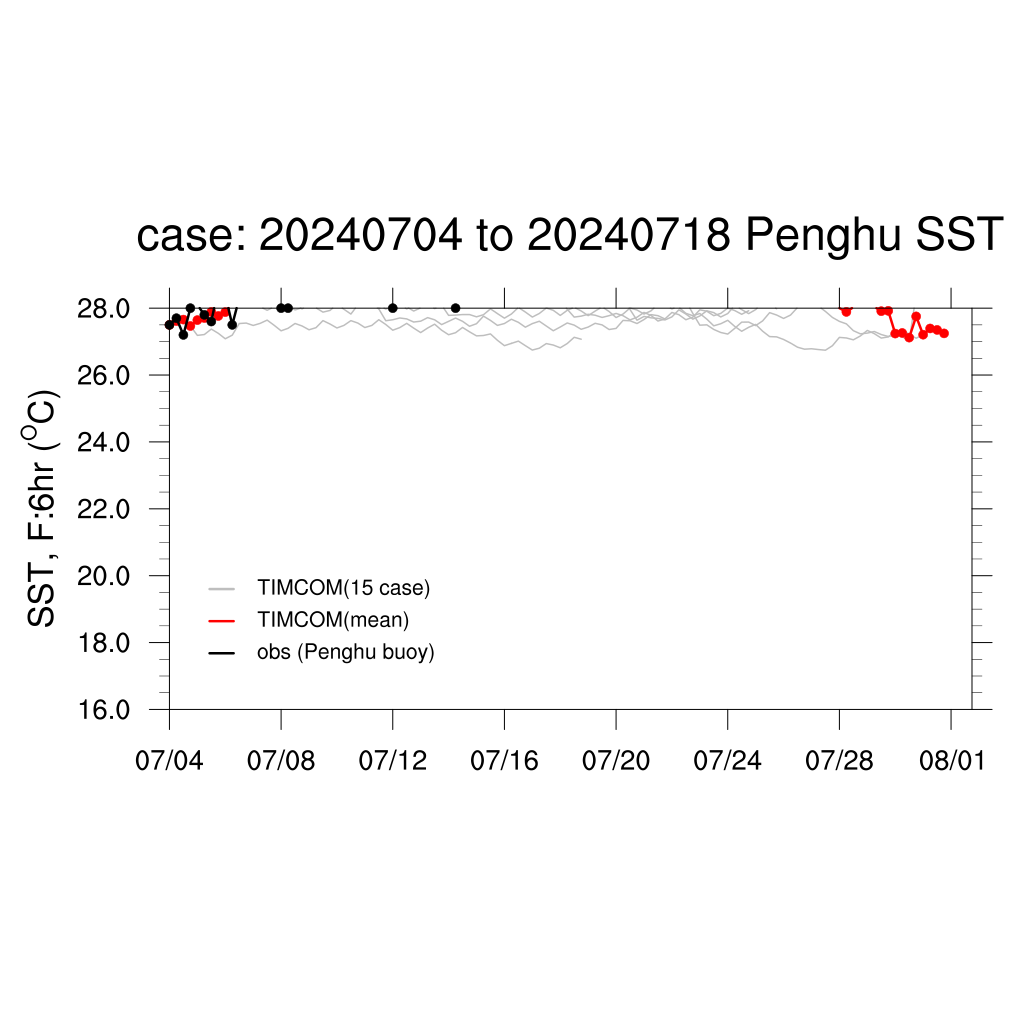 case: 20240704 to 20240718 Penghu SST
SST, F:6hr (°C)
28.0
26.0
24.0
22.0
20.0
18.0
16.0
TIMCOM(15 case)
TIMCOM(mean)
obs (Penghu buoy)
07/04 07/08 07/12 07/16 07/20 07/24 07/28 08/01